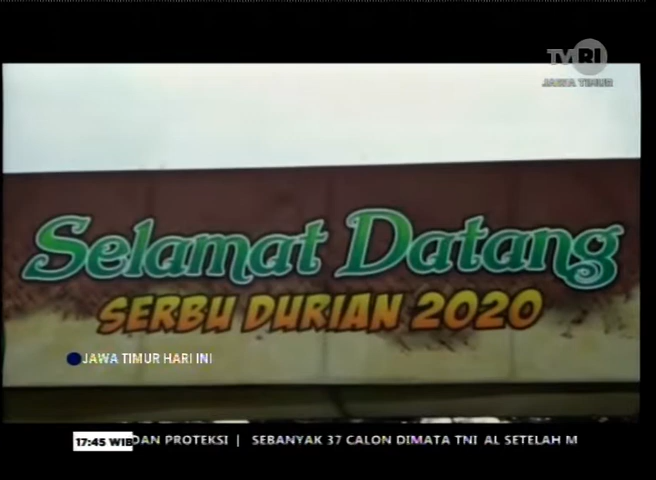 TVRI
JAWA TIMUR
Selamat Datang
SERBU DURIAN 2020
JAWA TIMUR HARI INI
17:45 WIB DAN PROTEKSI | SEBANYAK 37 CALON DIMATA TNI AL SETELAH M